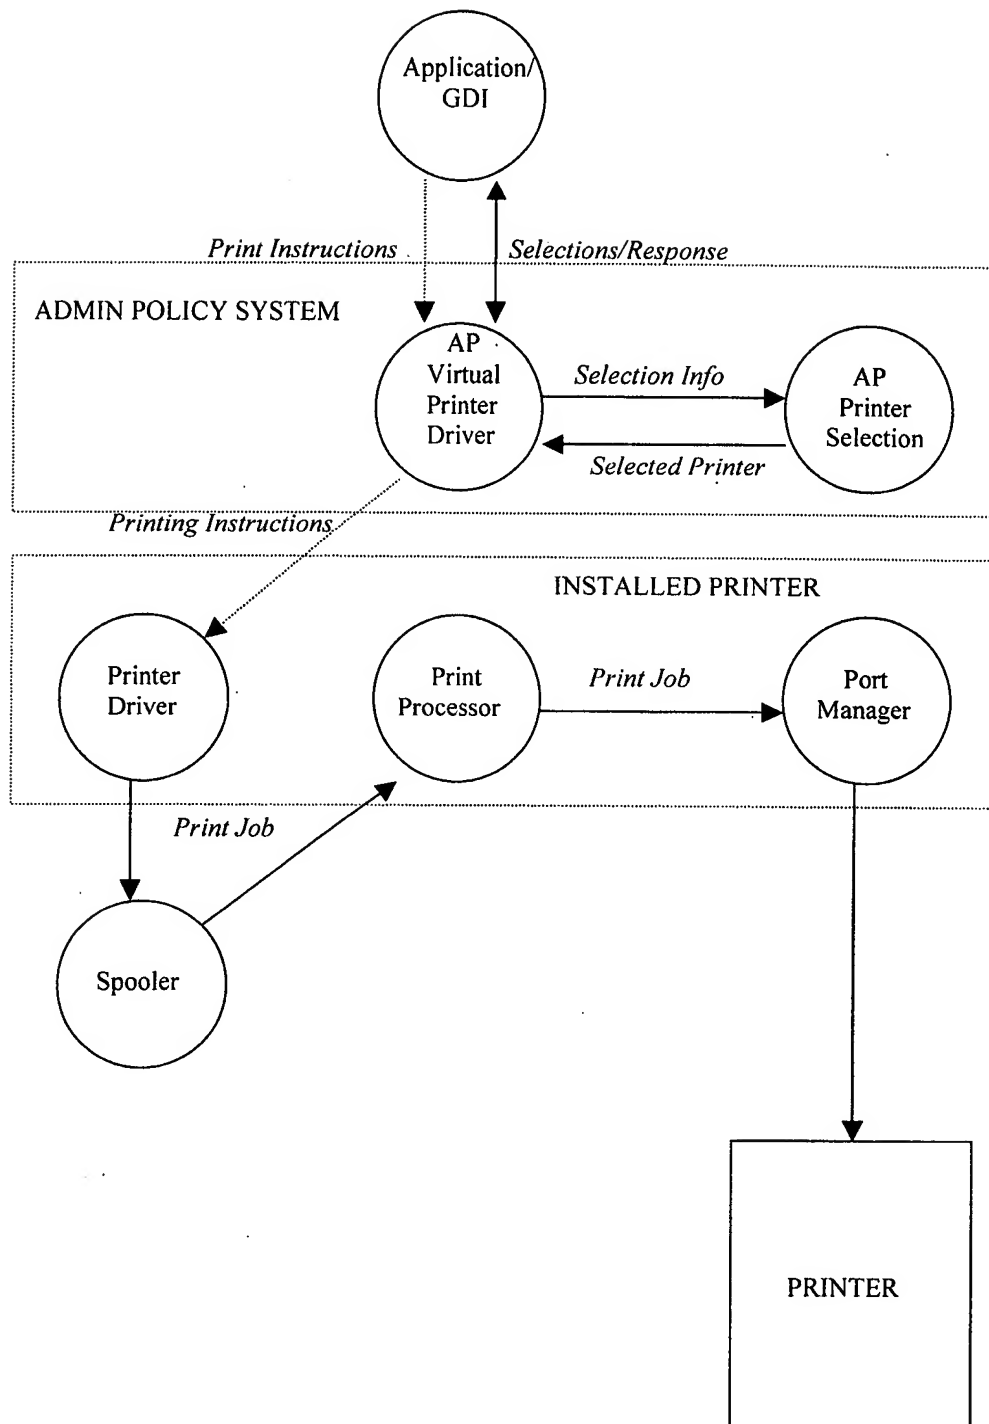 Application/
GDI
Print Instructions
Selections/Response
ADMIN POLICY SYSTEM
AP
Virtual
Printer
Driver
Selection Info
AP
Printer
Selection
Selected Printer
Printing Instructions
INSTALLED PRINTER
Printer
Driver
Print
Processor
Print Job
Port
Manager
Print Job
Spooler
PRINTER